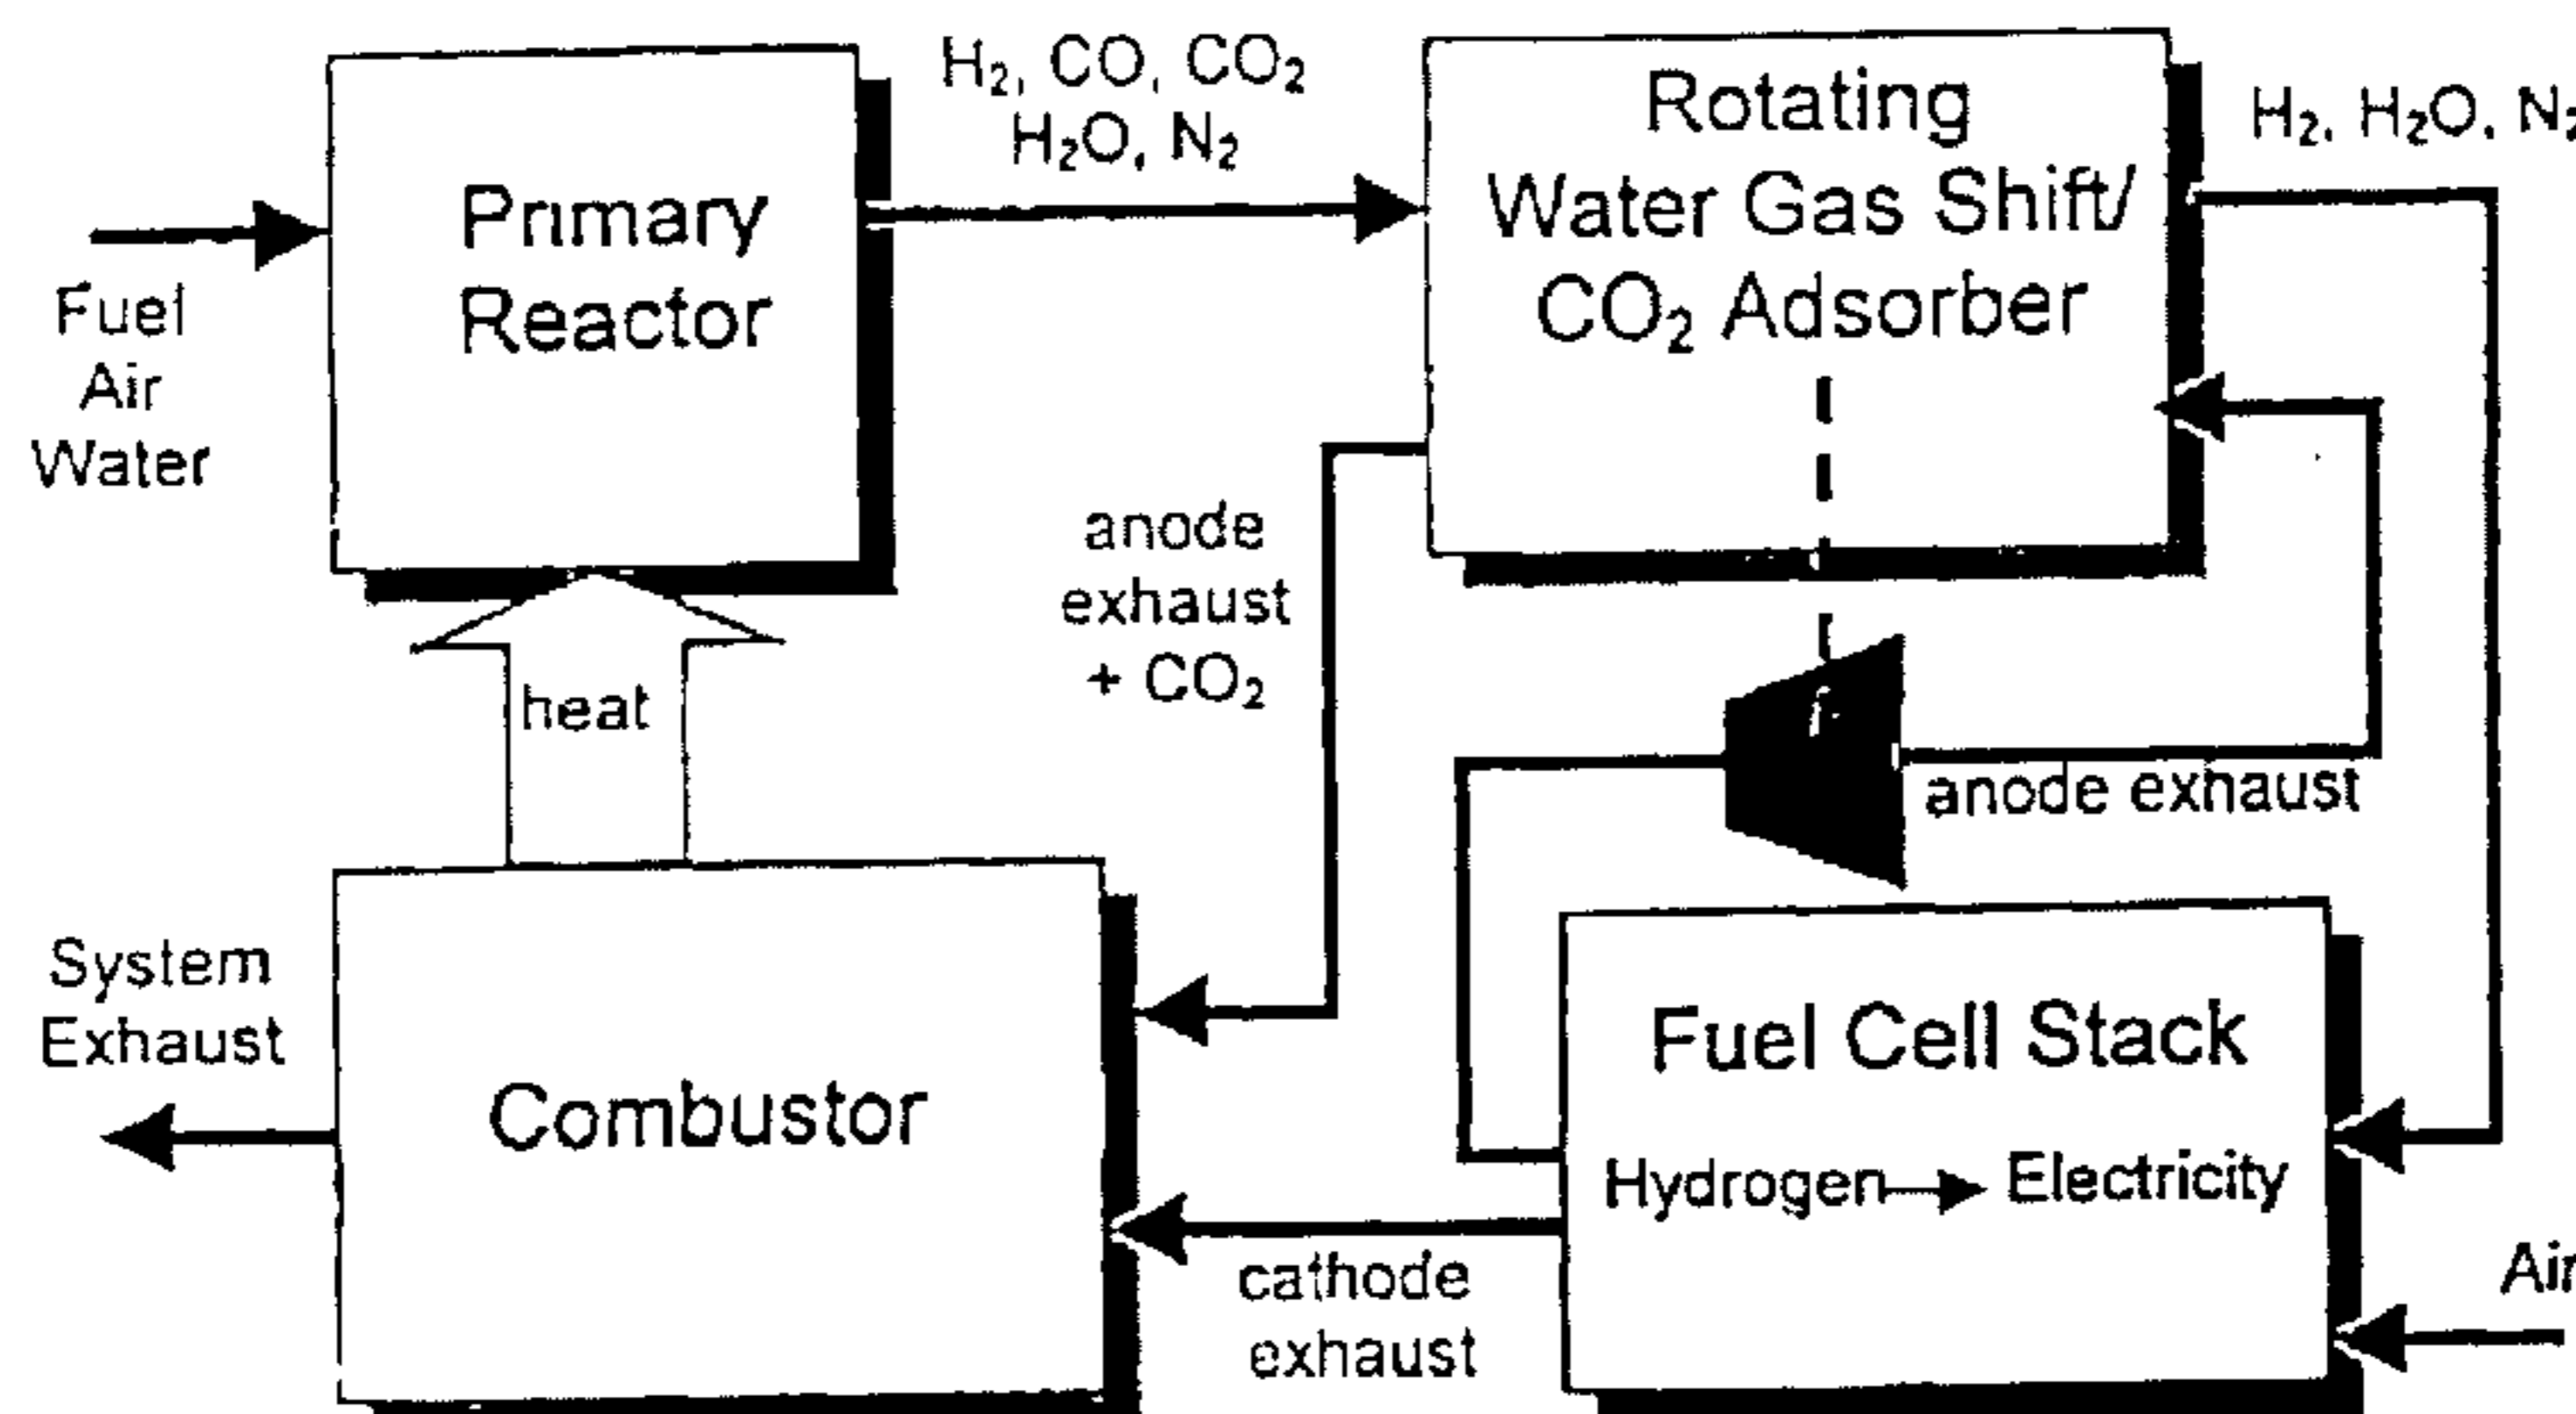 H₂, CO, CO₂
H₂O, N₂
Rotating
Water Gas Shift/
CO₂ Adsorber
H₂, H₂O, N₂
Primary
Reactor
Fuel
Air
Water
anode
exhaust
+ CO₂
heat
anode exhaust
System
Exhaust
Combustor
Fuel Cell Stack
Hydrogen → Electricity
cathode
exhaust
Air